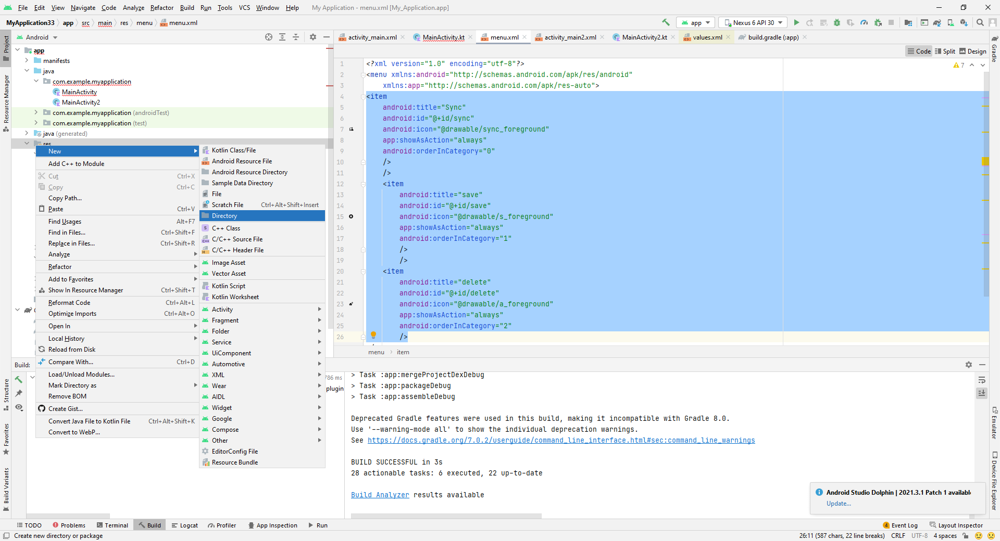 File Edit View Navigate Code Analyze Refactor Build Run Tools VCS Window Help My Application - menu.xml [My_Application.app]
MyApplication33 app src main res menu menu.xml
app Nexus 6 API 30
Project
Resource Manager
Structure
Favorites
Build Variants
Android
app
manifests
java
com.example.myapplication
MainActivity
MainActivity2
com.example.myapplication (androidTest)
com.example.myapplication (test)
java (generated)
res
New
Add C++ to Module
Cut Ctrl+X
Copy Ctrl+C
Copy Path...
Paste Ctrl+V
Find Usages Alt+F7
Find in Files... Ctrl+Shift+F
Replace in Files... Ctrl+Shift+R
Analyze
Refactor
Add to Favorites
Show In Resource Manager Ctrl+Shift+T
Reformat Code Ctrl+Alt+L
Optimize Imports Ctrl+Alt+O
Open In
Local History
Reload from Disk
Compare With... Ctrl+D
Load/Unload Modules...
Mark Directory as
Remove BOM
Create Gist...
Convert Java File to Kotlin File Ctrl+Alt+Shift+K
Convert to WebP...
Kotlin Class/File
Android Resource File
Android Resource Directory
Sample Data Directory
File
Scratch File Ctrl+Alt+Shift+Insert
Directory
C++ Class
C/C++ Source File
C/C++ Header File
Image Asset
Vector Asset
Kotlin Script
Kotlin Worksheet
Activity
Fragment
Folder
Service
UiComponent
Automotive
XML
Wear
AIDL
Widget
Google
Compose
Other
EditorConfig File
Resource Bundle
activity_main.xml MainActivity.kt menu.xml activity_main2.xml MainActivity2.kt values.xml build.gradle (:app)
Code Split Design
7
1 <?xml version="1.0" encoding="utf-8"?>
2 <menu xmlns:android="http://schemas.android.com/apk/res/android"
3 xmlns:app="http://schemas.android.com/apk/res-auto">
4 <item
5 android:title="Sync"
6 android:id="@+id/sync"
7 android:icon="@drawable/sync_foreground"
8 app:showAsAction="always"
9 android:orderInCategory="0"
10 />
11 />
12 <item
13 android:title="save"
14 android:id="@+id/save"
15 android:icon="@drawable/s_foreground"
16 app:showAsAction="always"
17 android:orderInCategory="1"
18 />
19 />
20 <item
21 android:title="delete"
22 android:id="@+id/delete"
23 android:icon="@drawable/a_foreground"
24 app:showAsAction="always"
25 android:orderInCategory="2"
26 />
menu item
Build:
786 ms
plugin
> Task :app:mergeProjectDexDebug
> Task :app:packageDebug
> Task :app:assembleDebug
Deprecated Gradle features were used in this build, making it incompatible with Gradle 8.0.
Use '--warning-mode all' to show the individual deprecation warnings.
See https://docs.gradle.org/7.0.2/userguide/command_line_interface.html#sec:command_line_warnings
BUILD SUCCESSFUL in 3s
28 actionable tasks: 6 executed, 22 up-to-date
Build Analyzer results available
Android Studio Dolphin | 2021.3.1 Patch 1 available
Update...
Gradle
Emulator
Device File Explorer
TODO Problems Terminal Build Logcat Profiler App Inspection Run 4 Event Log Layout Inspector
Create new directory or package 26:11 (587 chars, 22 line breaks) CRLF UTF-8 4 spaces